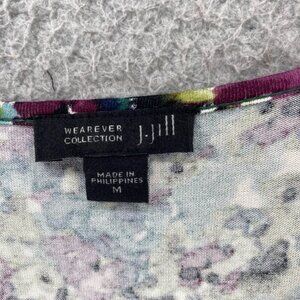 WEAREVER
COLLECTION
J.Jill
MADE IN
PHILIPPINES
M